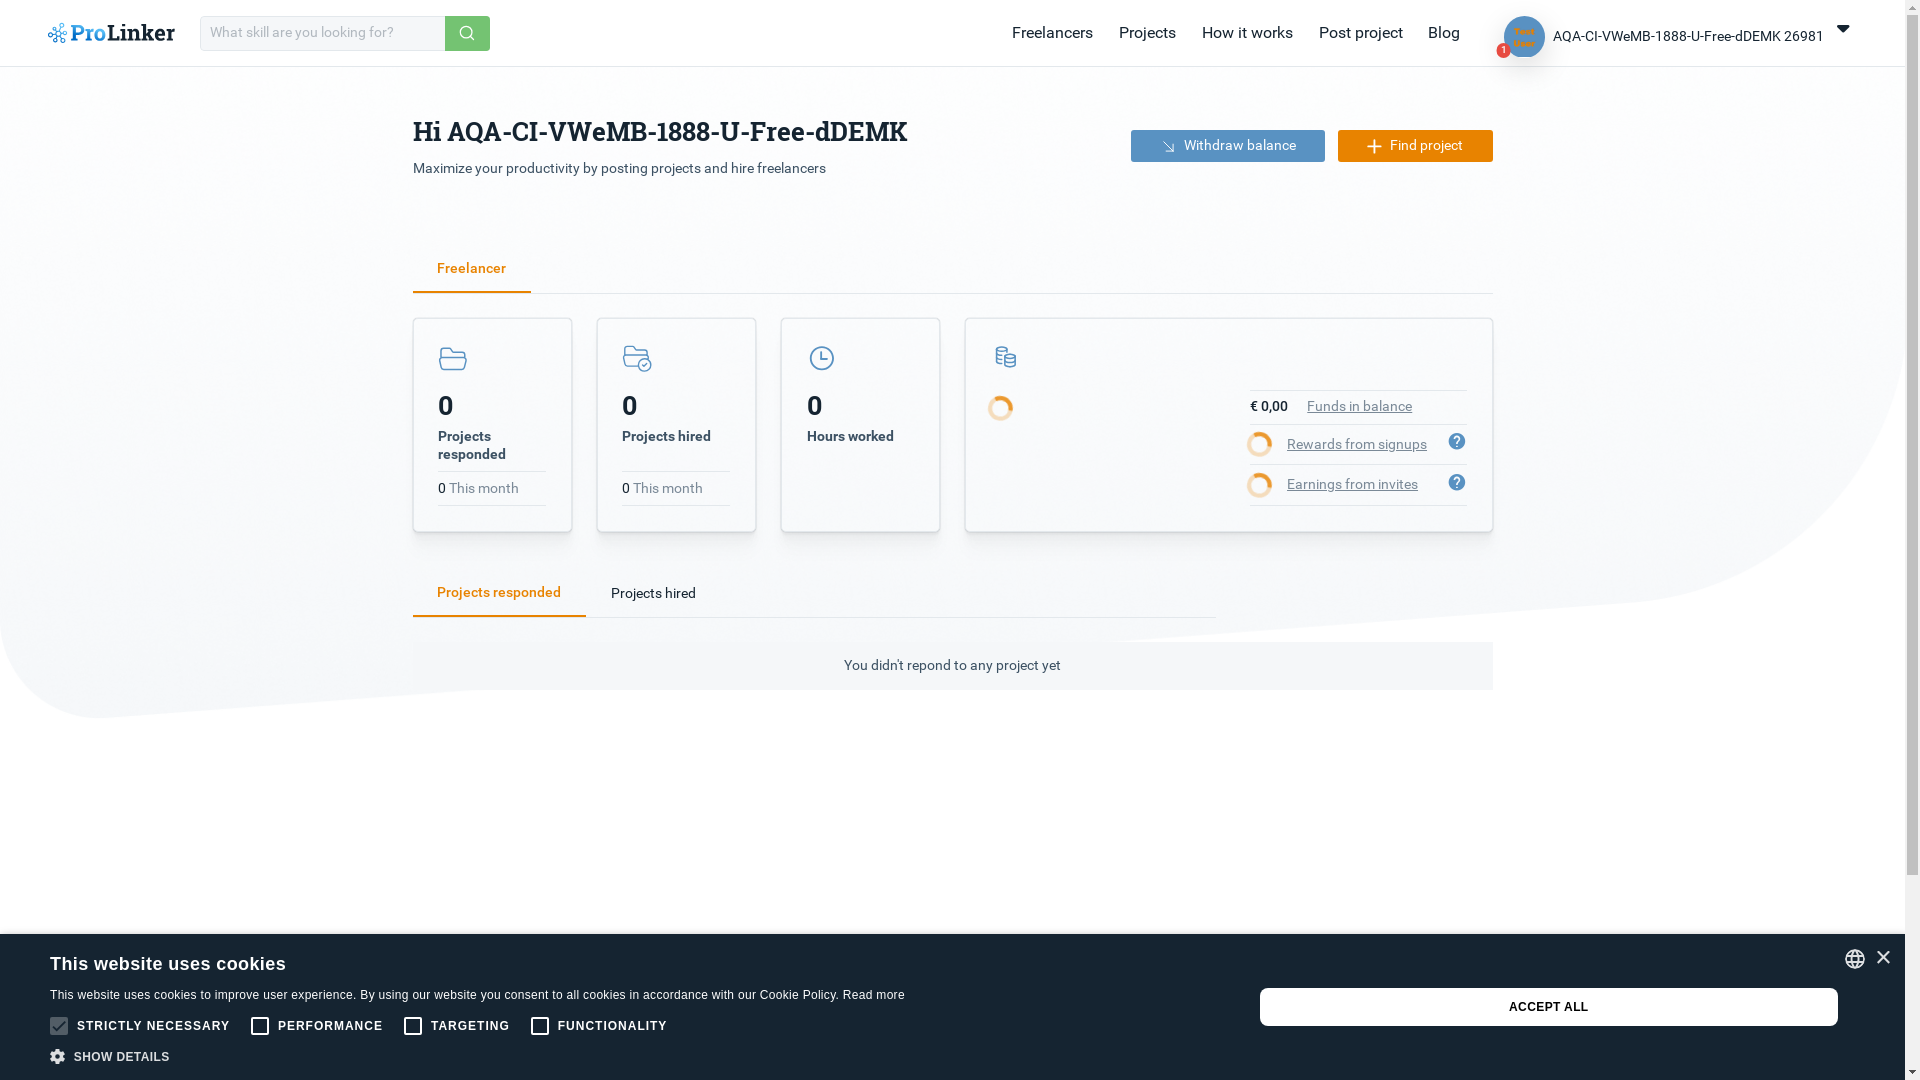 ProLinker
What skill are you looking for?
Freelancers
Projects
How it works
Post project
Blog
Test
User
1
AQA-CI-VWeMB-1888-U-Free-dDEMK 26981
Hi AQA-CI-VWeMB-1888-U-Free-dDEMK
Maximize your productivity by posting projects and hire freelancers
Withdraw balance
Find project
Freelancer
0
Projects
responded
0 This month
0
Projects hired
0 This month
0
Hours worked
€ 0,00 Funds in balance
Rewards from signups ?
Earnings from invites ?
Projects responded
Projects hired
You didn't repond to any project yet
This website uses cookies
This website uses cookies to improve user experience. By using our website you consent to all cookies in accordance with our Cookie Policy. Read more
STRICTLY NECESSARY
PERFORMANCE
TARGETING
FUNCTIONALITY
SHOW DETAILS
ACCEPT ALL
×